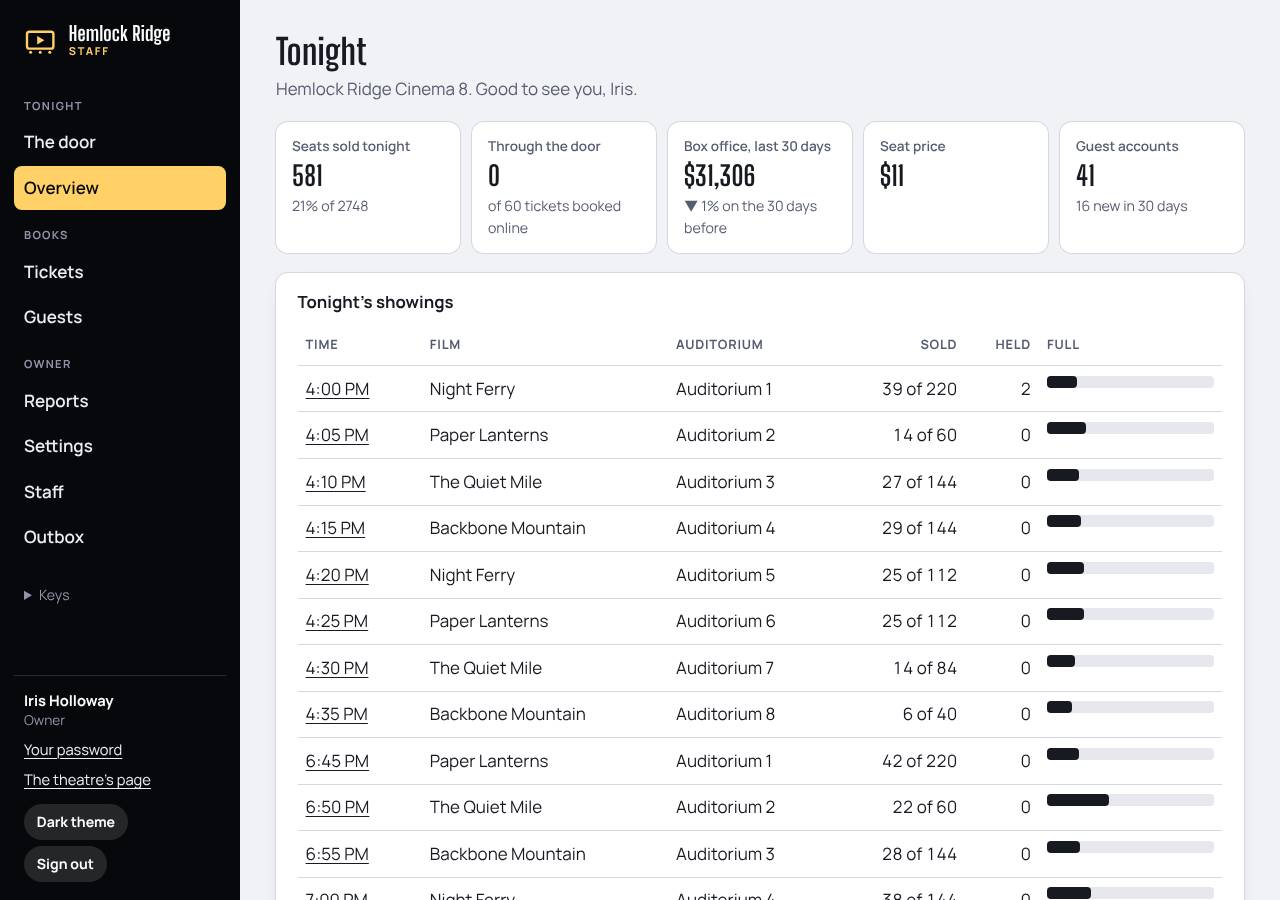 Hemlock Ridge
STAFF
TONIGHT
The door
Overview
BOOKS
Tickets
Guests
OWNER
Reports
Settings
Staff
Outbox
Keys
Iris Holloway
Owner
Your password
The theatre's page
Dark theme
Sign out
Tonight
Hemlock Ridge Cinema 8. Good to see you, Iris.
Seats sold tonight
581
21% of 2748
Through the door
0
of 60 tickets booked
online
Box office, last 30 days
$31,306
▼ 1% on the 30 days
before
Seat price
$11
Guest accounts
41
16 new in 30 days
Tonight's showings
TIME FILM AUDITORIUM SOLD HELD FULL
4:00 PM Night Ferry Auditorium 1 39 of 220 2
4:05 PM Paper Lanterns Auditorium 2 14 of 60 0
4:10 PM The Quiet Mile Auditorium 3 27 of 144 0
4:15 PM Backbone Mountain Auditorium 4 29 of 144 0
4:20 PM Night Ferry Auditorium 5 25 of 112 0
4:25 PM Paper Lanterns Auditorium 6 25 of 112 0
4:30 PM The Quiet Mile Auditorium 7 14 of 84 0
4:35 PM Backbone Mountain Auditorium 8 6 of 40 0
6:45 PM Paper Lanterns Auditorium 1 42 of 220 0
6:50 PM The Quiet Mile Auditorium 2 22 of 60 0
6:55 PM Backbone Mountain Auditorium 3 28 of 144 0
7:00 PM Night Ferry Auditorium 4 38 of 144 0